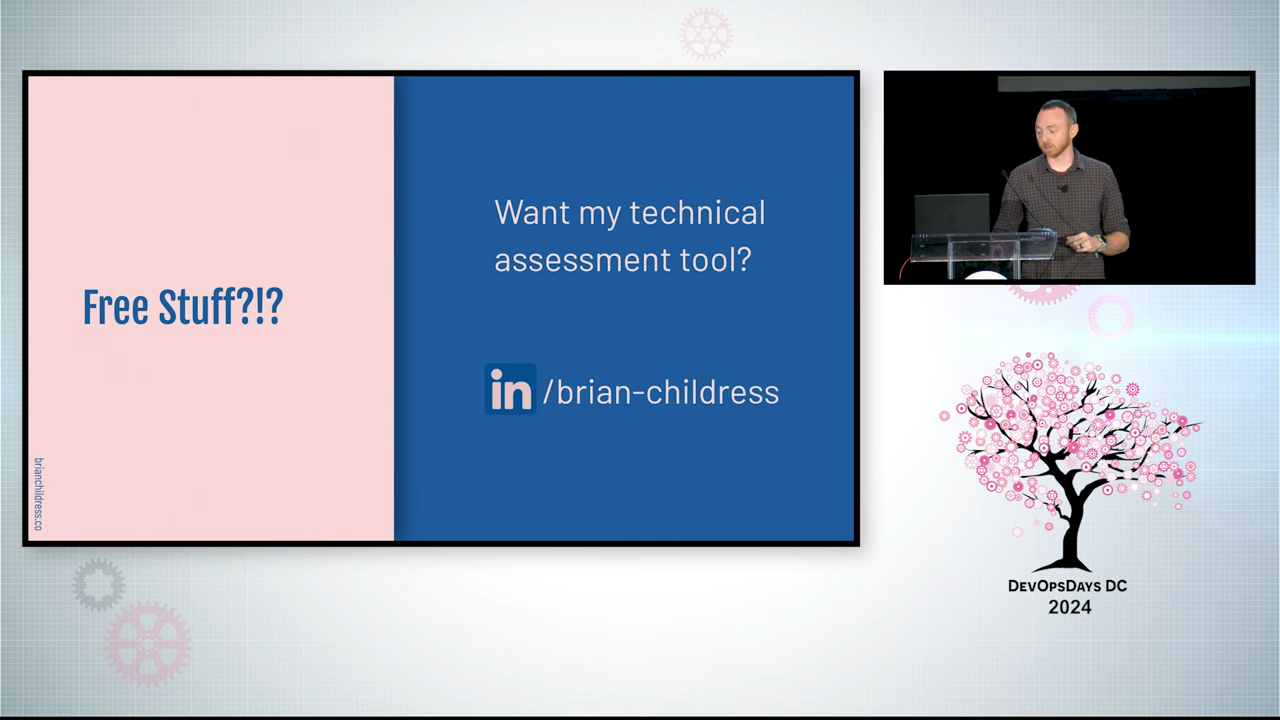 Free Stuff?!?
brianchildress.co
Want my technical
assessment tool?
in /brian-childress
DevOpsDays DC
2024